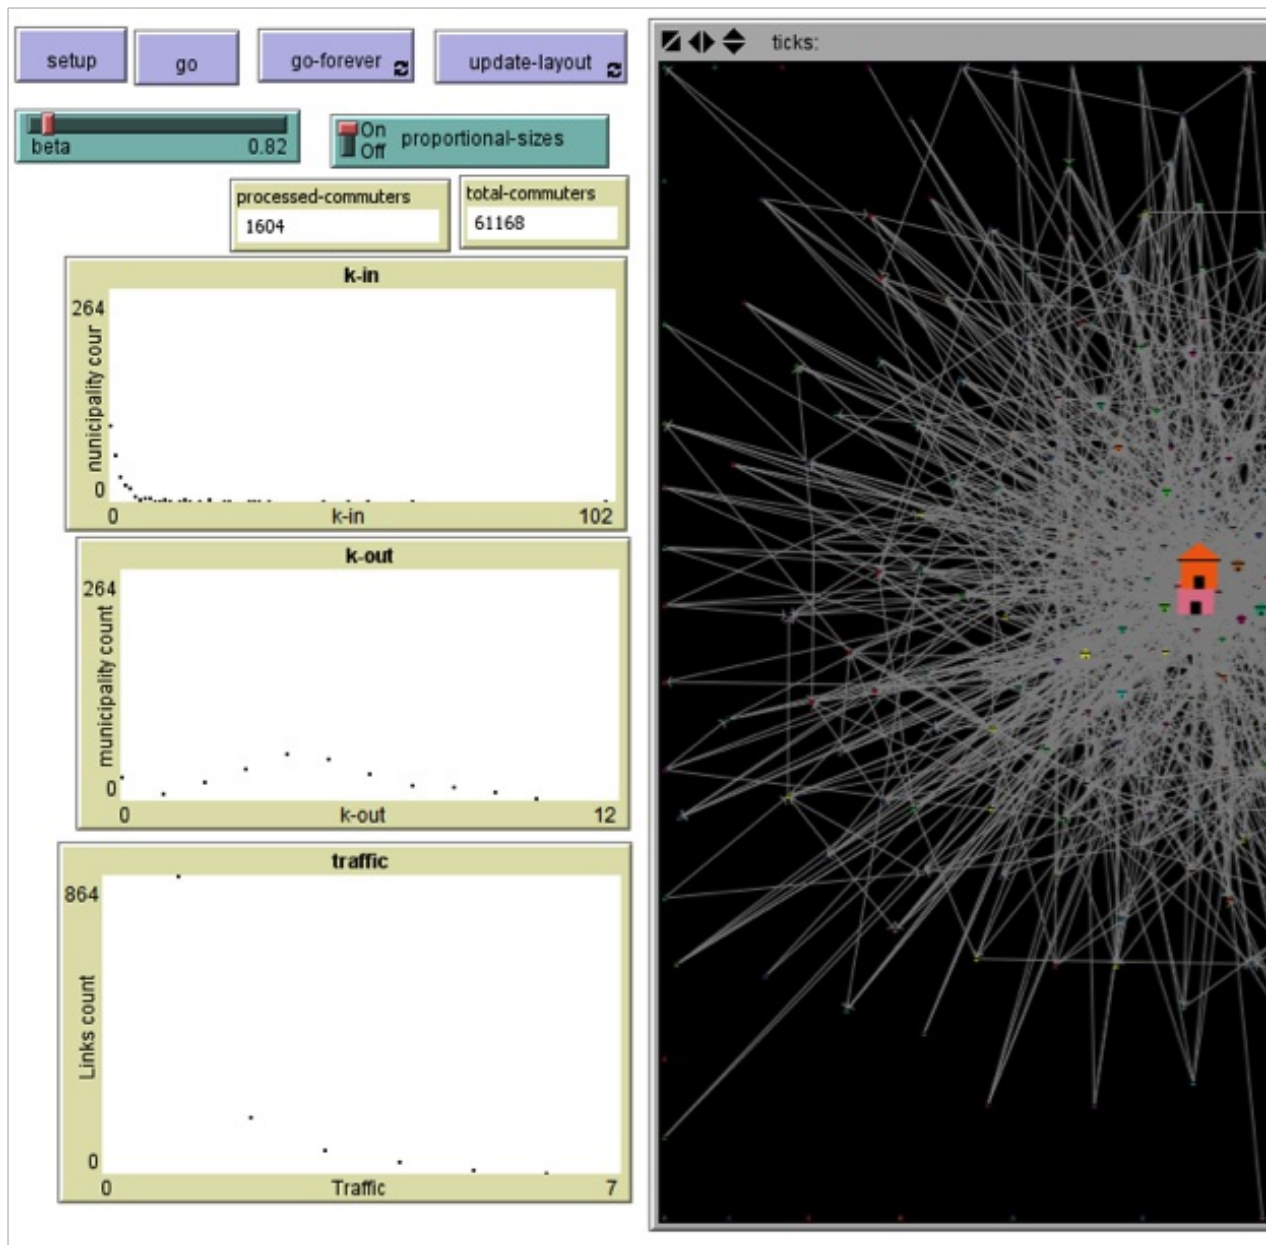 setup
go
go-forever
update-layout
ticks:
beta
0.82
On
Off
proportional-sizes
processed-commuters
1604
total-commuters
61168
k-in
264
nunicipality cour
0
0
k-in
102
k-out
264
municipality count
0
0
k-out
12
traffic
864
Links count
0
0
Traffic
7